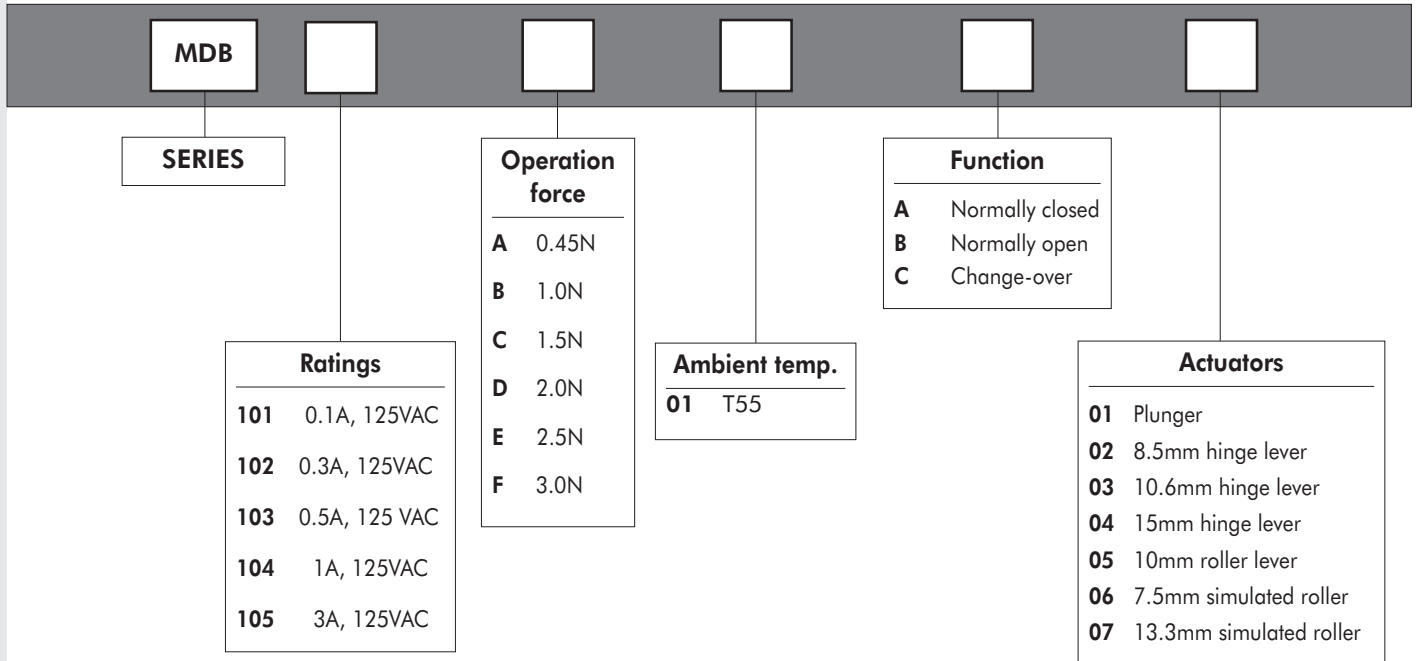 MDB
SERIES
Ratings
101 0.1A, 125VAC
102 0.3A, 125VAC
103 0.5A, 125 VAC
104 1A, 125VAC
105 3A, 125VAC
Operation
force
A 0.45N
B 1.0N
C 1.5N
D 2.0N
E 2.5N
F 3.0N
Ambient temp.
01 T55
Function
A Normally closed
B Normally open
C Change-over
Actuators
01 Plunger
02 8.5mm hinge lever
03 10.6mm hinge lever
04 15mm hinge lever
05 10mm roller lever
06 7.5mm simulated roller
07 13.3mm simulated roller